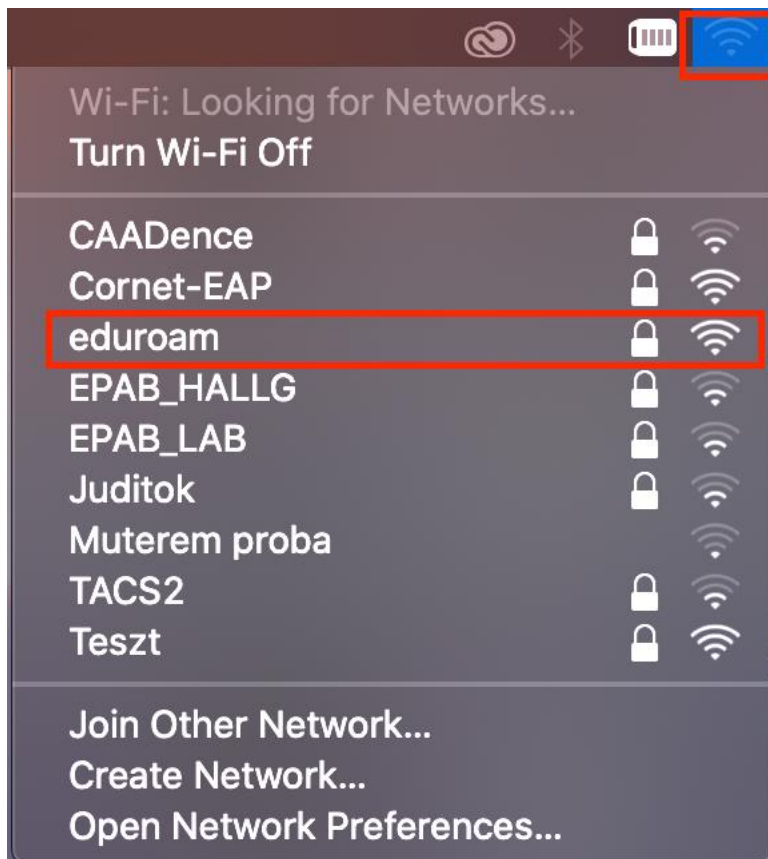 Wi-Fi: Looking for Networks...
Turn Wi-Fi Off
CAADence
Cornet-EAP
eduroam
EPAB_HALLG
EPAB_LAB
Juditok
Muterem proba
TACS2
Teszt
Join Other Network...
Create Network...
Open Network Preferences...